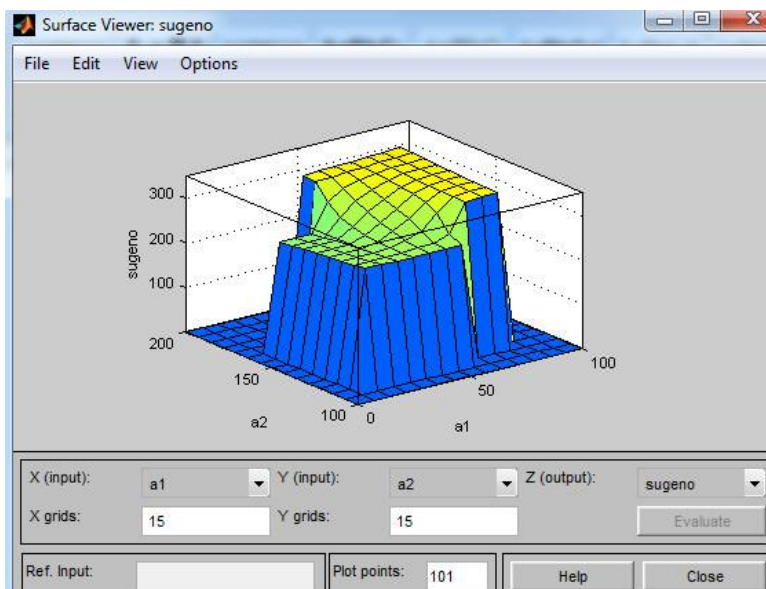 Surface Viewer: sugeno
File Edit View Options
300
200
100
sugeno
200
150
100
a2
0
50
100
a1
X (input): a1 Y (input): a2 Z (output): sugeno
X grids: 15 Y grids: 15 Evaluate
Ref. Input: Plot points: 101 Help Close